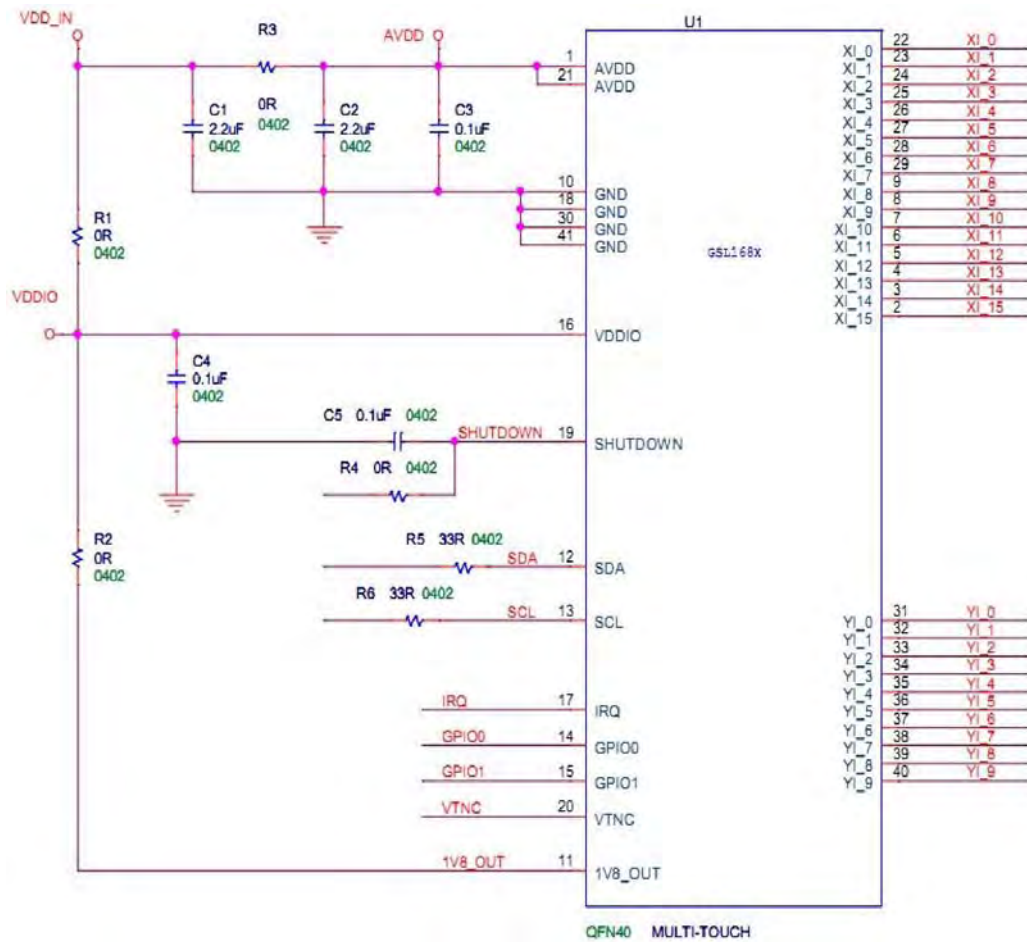 VDD_IN
R3
0R
0402
AVDD
C1
2.2uF
0402
C2
2.2uF
0402
C3
0.1uF
0402
R1
0R
0402
VDDIO
C4
0.1uF
0402
C5 0.1uF 0402
R4 0R 0402
R2
0R
0402
R5 33R 0402
R6 33R 0402
U1
GSL168X
1 AVDD
21 AVDD
10 GND
18 GND
30 GND
41 GND
16 VDDIO
SHUTDOWN 19 SHUTDOWN
SDA 12 SDA
SCL 13 SCL
IRQ 17 IRQ
GPIO0 14 GPIO0
GPIO1 15 GPIO1
VTNC 20 VTNC
1V8_OUT 11 1V8_OUT
XI_0 22 XI_0
XI_1 23 XI_1
XI_2 24 XI_2
XI_3 25 XI_3
XI_4 26 XI_4
XI_5 27 XI_5
XI_6 28 XI_6
XI_7 29 XI_7
XI_8 9 XI_8
XI_9 8 XI_9
XI_10 7 XI_10
XI_11 6 XI_11
XI_12 5 XI_12
XI_13 4 XI_13
XI_14 3 XI_14
XI_15 2 XI_15
YI_0 31 YI_0
YI_1 32 YI_1
YI_2 33 YI_2
YI_3 34 YI_3
YI_4 35 YI_4
YI_5 36 YI_5
YI_6 37 YI_6
YI_7 38 YI_7
YI_8 39 YI_8
YI_9 40 YI_9
QFN40 MULTI-TOUCH